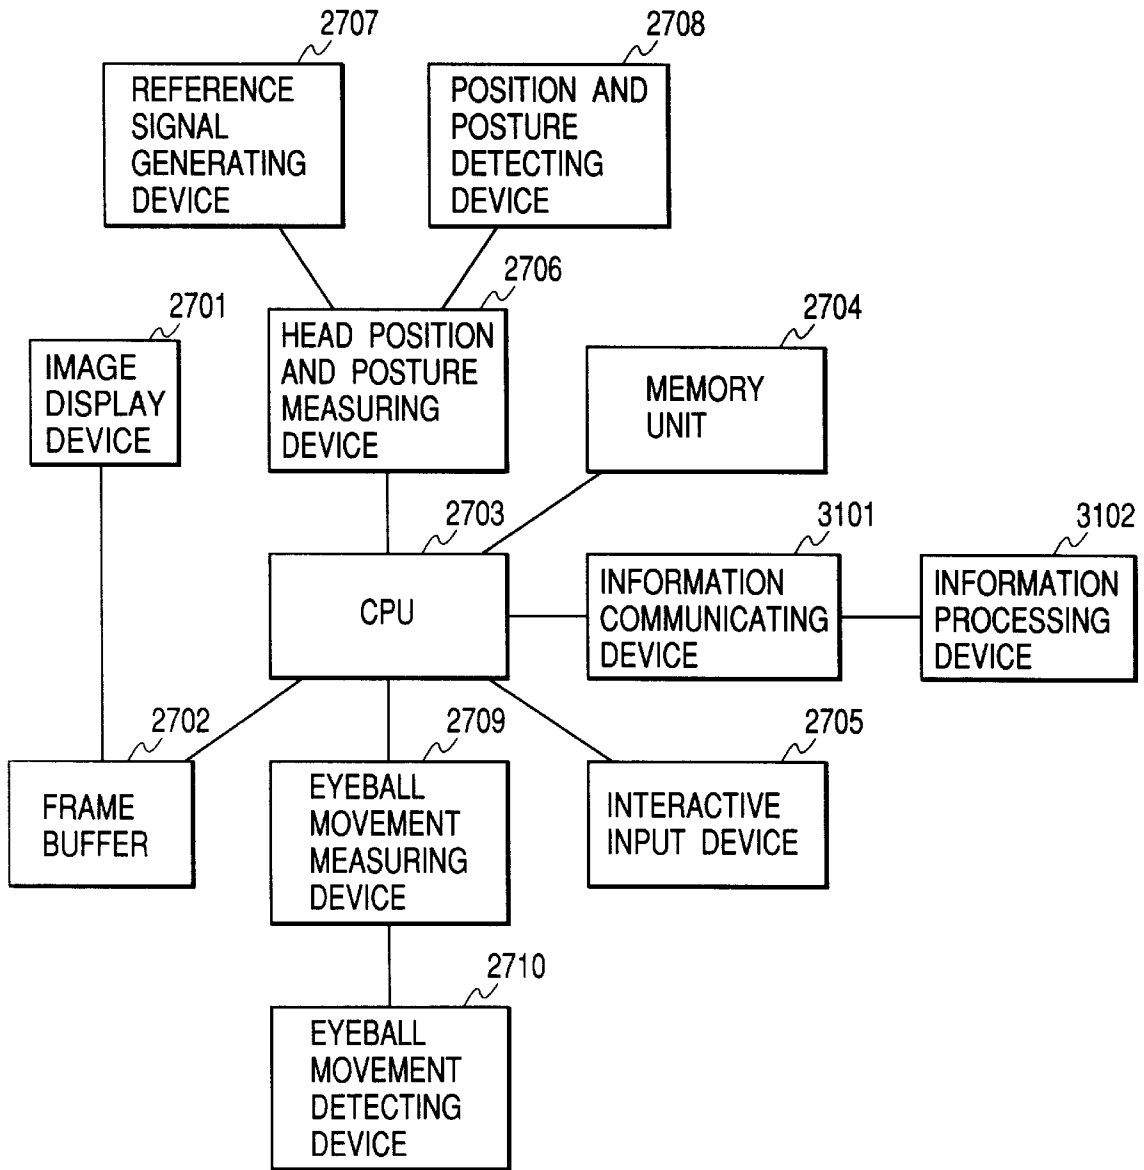 2707
REFERENCE
SIGNAL
GENERATING
DEVICE
2708
POSITION AND
POSTURE
DETECTING
DEVICE
2701
IMAGE
DISPLAY
DEVICE
2706
HEAD POSITION
AND POSTURE
MEASURING
DEVICE
2704
MEMORY
UNIT
2703
CPU
3101
INFORMATION
COMMUNICATING
DEVICE
3102
INFORMATION
PROCESSING
DEVICE
2702
FRAME
BUFFER
2709
EYEBALL
MOVEMENT
MEASURING
DEVICE
2705
INTERACTIVE
INPUT DEVICE
2710
EYEBALL
MOVEMENT
DETECTING
DEVICE